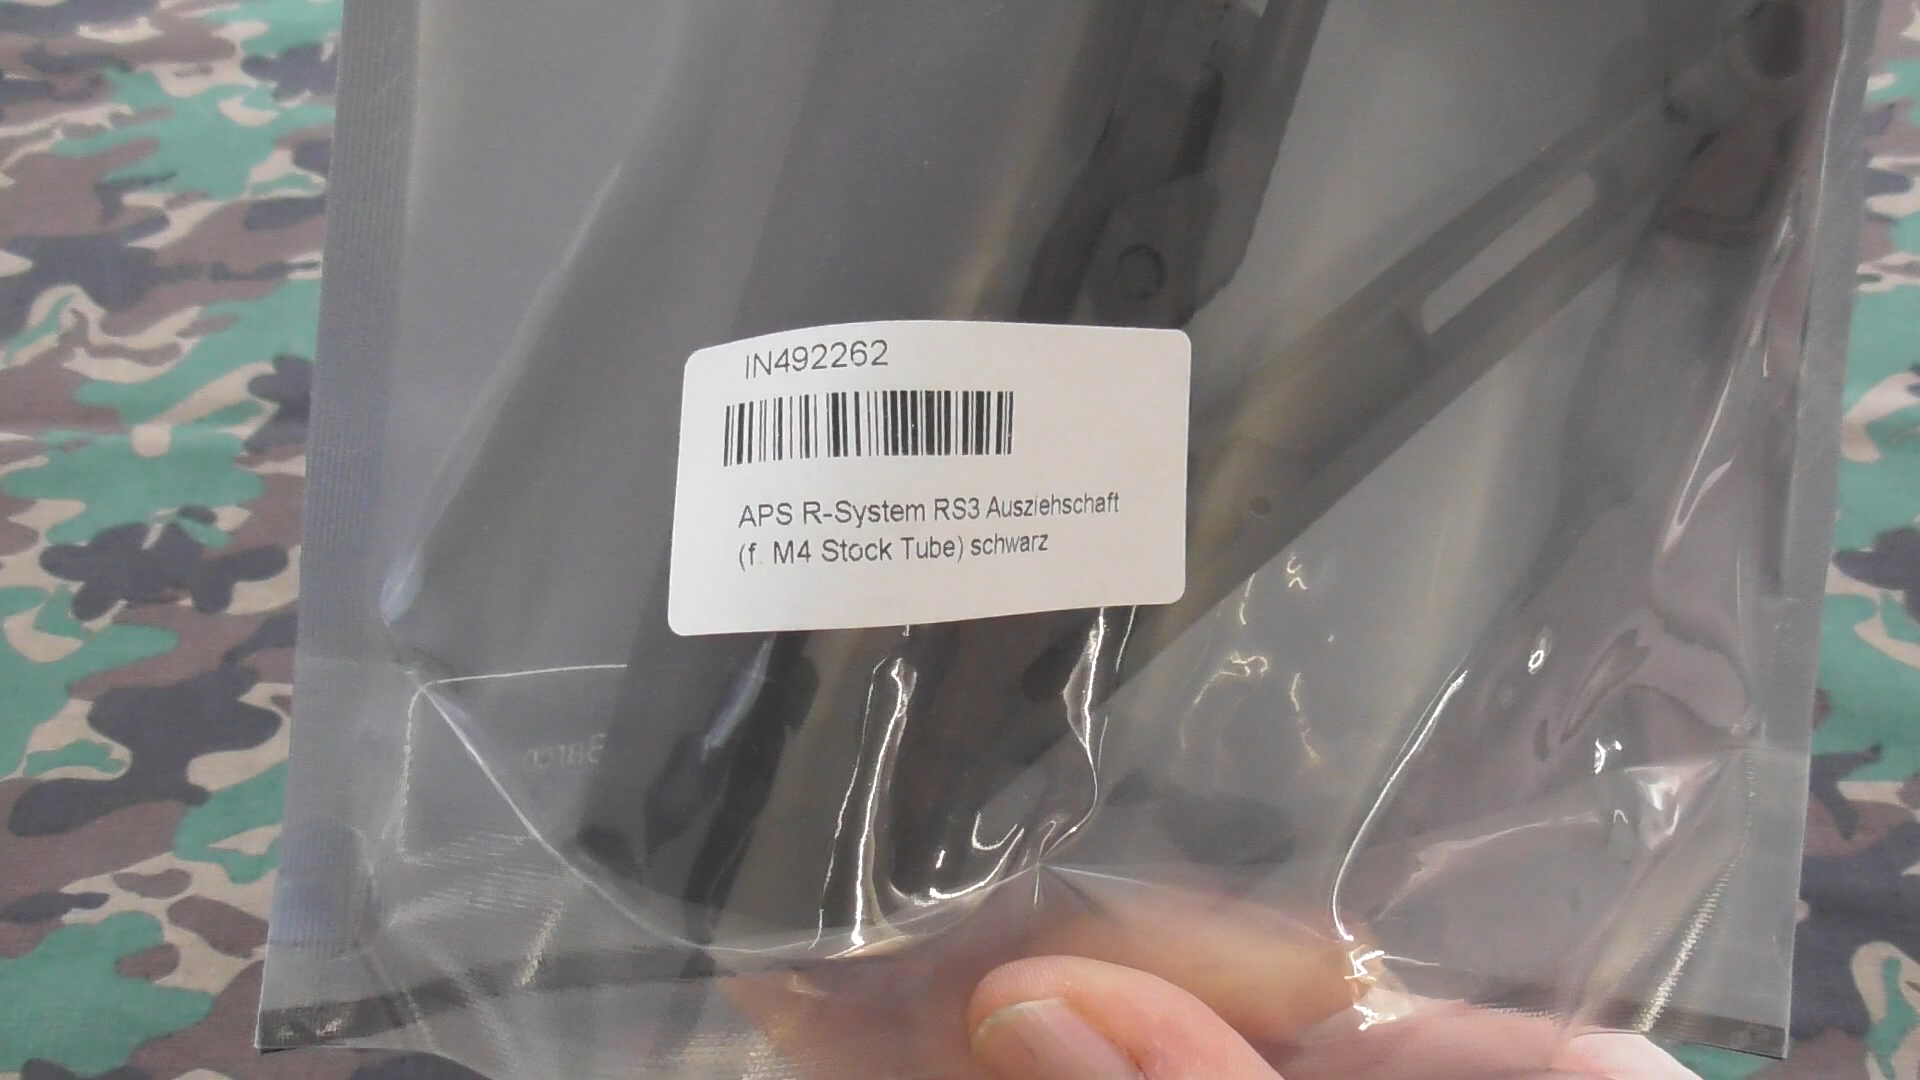 IN492262
APS R-System RS3 Ausziehschaft
(f. M4 Stock Tube) schwarz